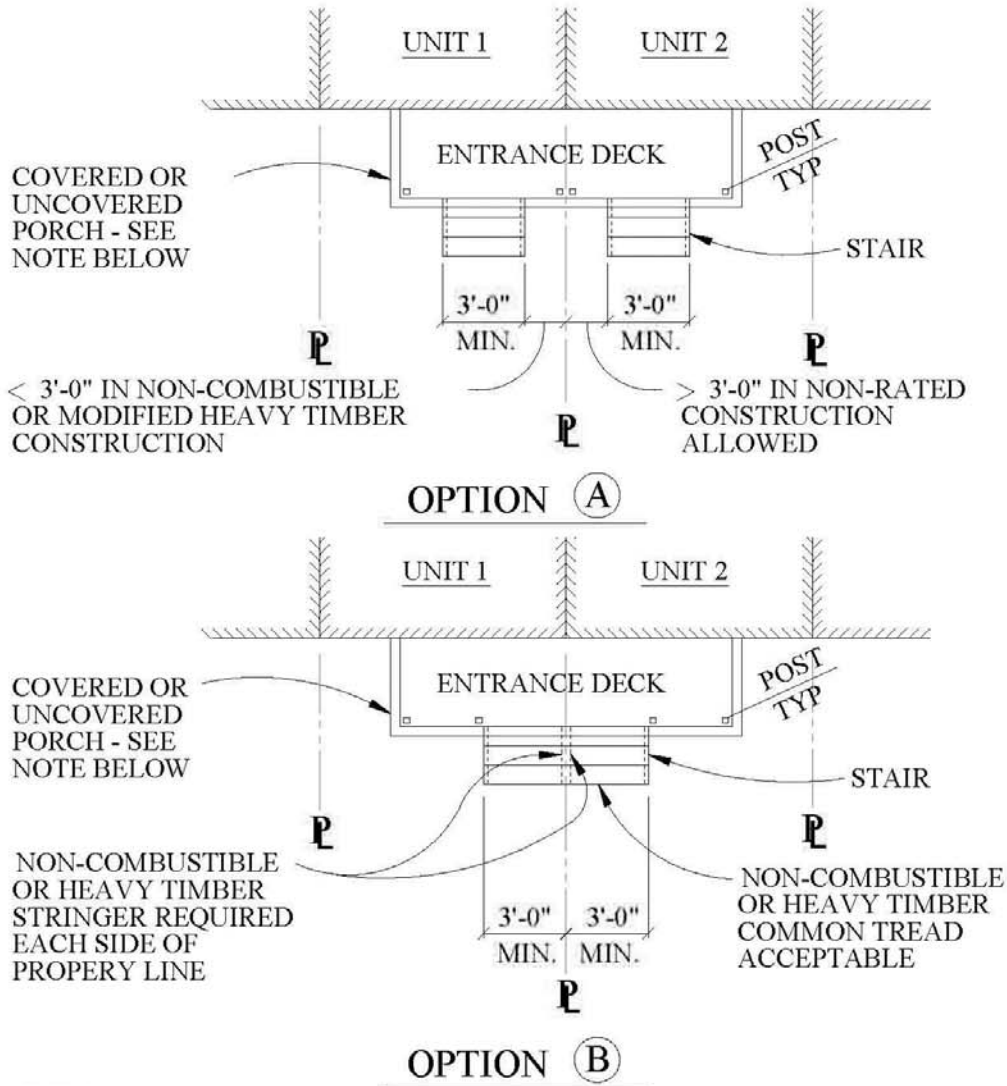 UNIT 1
UNIT 2
ENTRANCE DECK
POST
TYP
COVERED OR
UNCOVERED
PORCH - SEE
NOTE BELOW
STAIR
3'-0"
MIN.
3'-0"
MIN.
PL
PL
< 3'-0" IN NON-COMBUSTIBLE
OR MODIFIED HEAVY TIMBER
CONSTRUCTION
> 3'-0" IN NON-RATED
CONSTRUCTION
ALLOWED
PL
OPTION A
UNIT 1
UNIT 2
ENTRANCE DECK
POST
TYP
COVERED OR
UNCOVERED
PORCH - SEE
NOTE BELOW
STAIR
PL
PL
NON-COMBUSTIBLE
OR HEAVY TIMBER
STRINGER REQUIRED
EACH SIDE OF
PROPERY LINE
3'-0"
MIN.
3'-0"
MIN.
NON-COMBUSTIBLE
OR HEAVY TIMBER
COMMON TREAD
ACCEPTABLE
PL
OPTION B